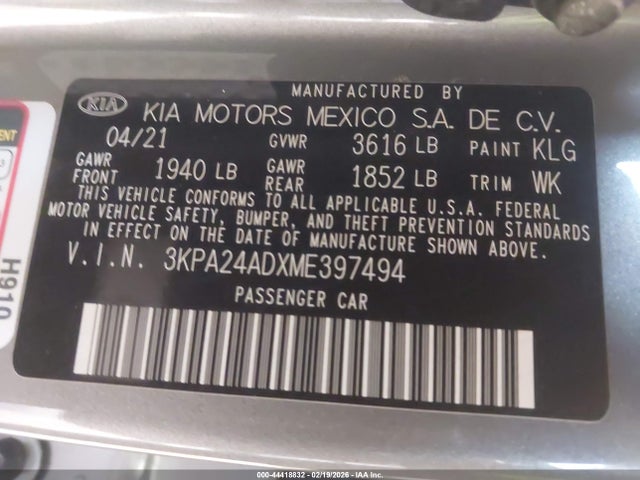 MANUFACTURED BY
KIA KIA MOTORS MEXICO S.A. DE C.V.
04/21 GVWR 3616 LB PAINT KLG
GAWR FRONT 1940 LB GAWR REAR 1852 LB TRIM WK
THIS VEHICLE CONFORMS TO ALL APPLICABLE U.S.A. FEDERAL
MOTOR VEHICLE SAFETY, BUMPER, AND THEFT PREVENTION STANDARDS
IN EFFECT ON THE DATE OF MANUFACTURE SHOWN ABOVE.
V.I.N. 3KPA24ADXME397494
PASSENGER CAR
H910
000-44418832 - 02/19/2026 - IAA Inc.